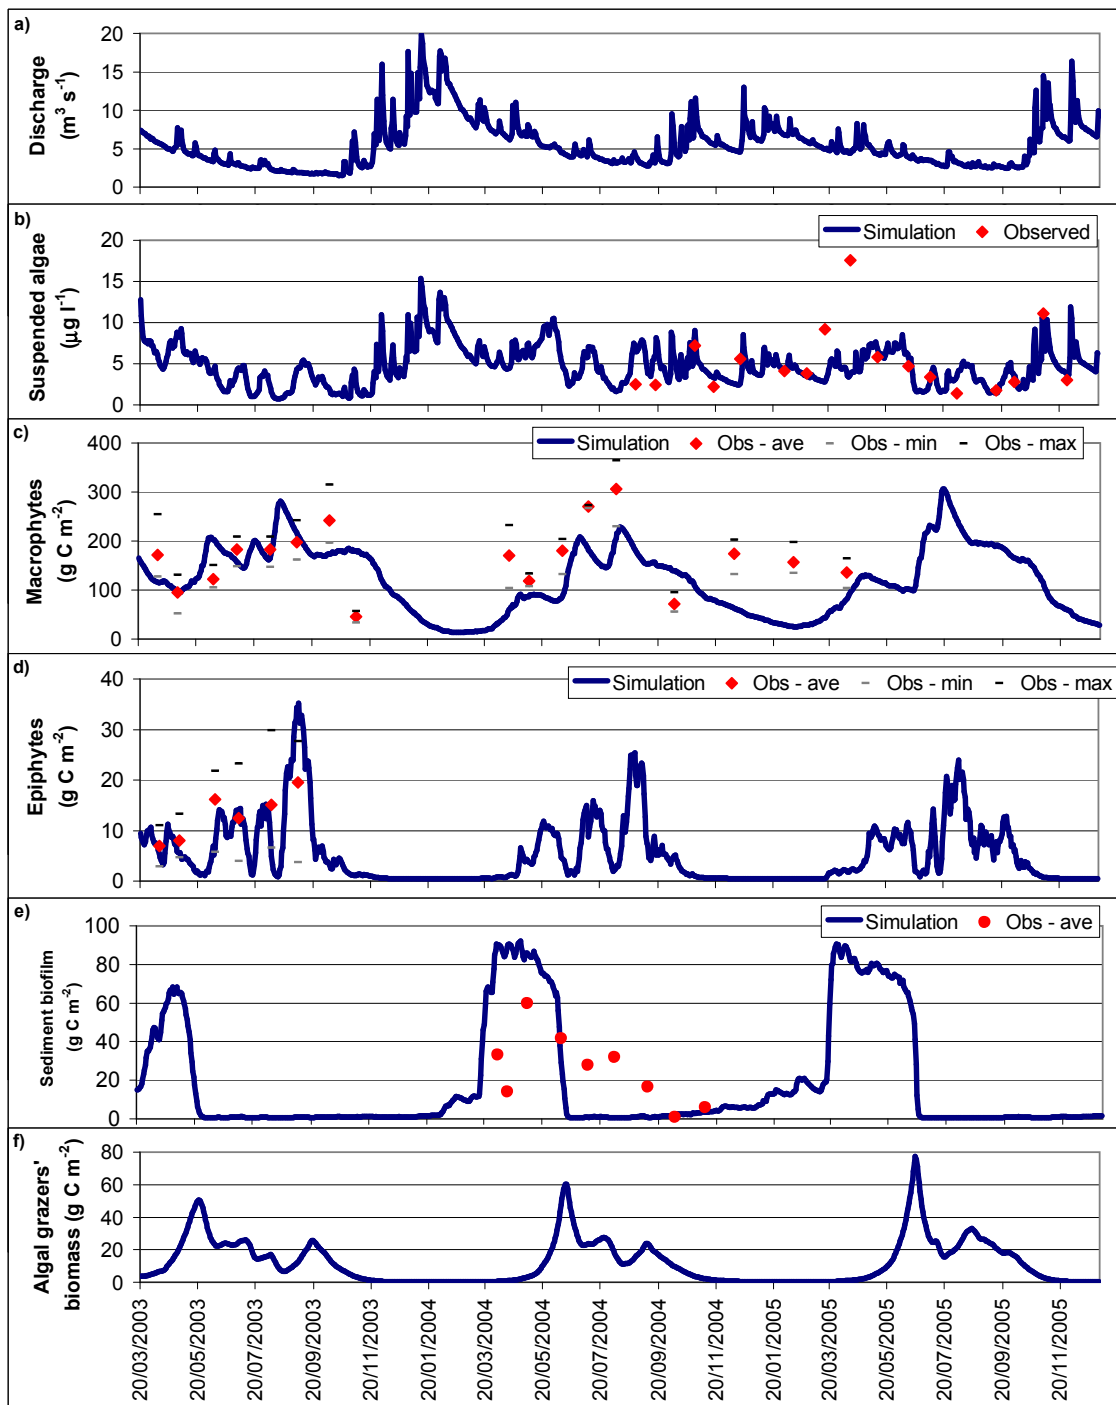 a)
Discharge
(m³ s⁻¹)
20
15
10
5
0
b)
Suspended algae
(μg l⁻¹)
20
15
10
5
0
Simulation Observed
c)
Macrophytes
(g C m⁻²)
400
300
200
100
0
Simulation Obs - ave Obs - min Obs - max
d)
Epiphytes
(g C m⁻²)
40
30
20
10
0
Simulation Obs - ave Obs - min Obs - max
e)
Sediment biofilm
(g C m⁻²)
100
80
60
40
20
0
Simulation Obs - ave
f)
Algal grazers'
biomass (g C m⁻²)
80
60
40
20
0
20/03/2003
20/05/2003
20/07/2003
20/09/2003
20/11/2003
20/01/2004
20/03/2004
20/05/2004
20/07/2004
20/09/2004
20/11/2004
20/01/2005
20/03/2005
20/05/2005
20/07/2005
20/09/2005
20/11/2005